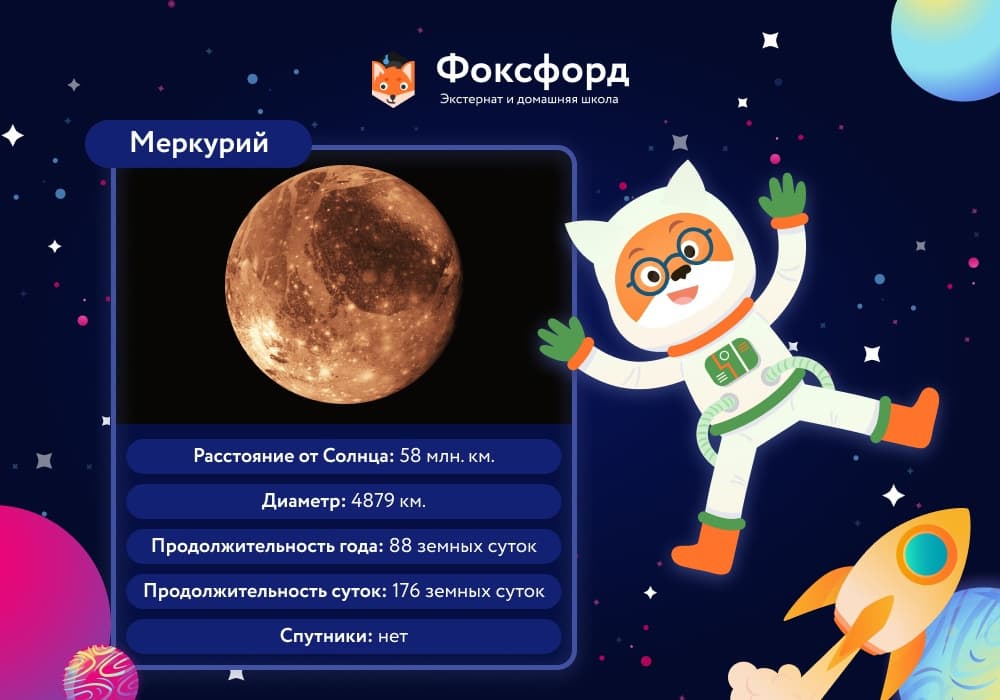 Фоксфорд
Экстернат и домашняя школа
Меркурий
Расстояние от Солнца: 58 млн. км.
Диаметр: 4879 км.
Продолжительность года: 88 земных суток
Продолжительность суток: 176 земных суток
Спутники: нет